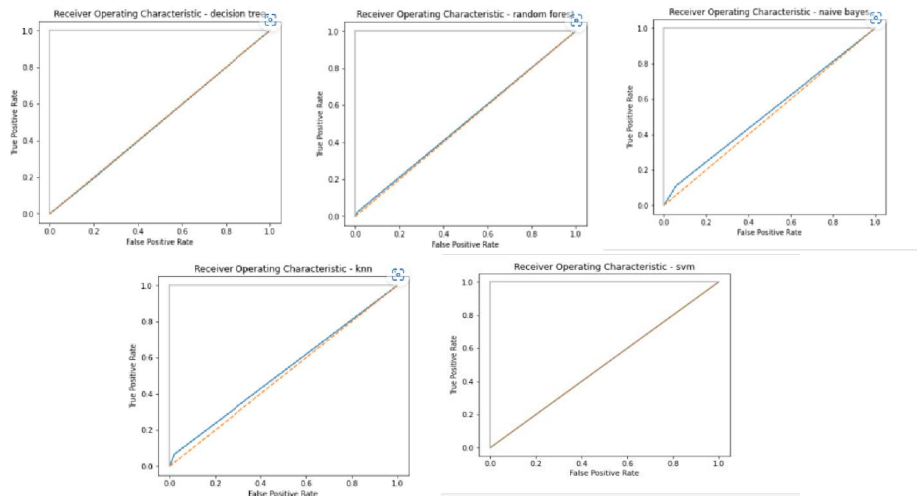 Receiver Operating Characteristic - decision tree
1.0
0.8
0.6
0.4
0.2
0.0
True Positive Rate
0.0 0.2 0.4 0.6 0.8 1.0
False Positive Rate
Receiver Operating Characteristic - random forest
1.0
0.8
0.6
0.4
0.2
0.0
True Positive Rate
0.0 0.2 0.4 0.6 0.8 1.0
False Positive Rate
Receiver Operating Characteristic - naive bayes
1.0
0.8
0.6
0.4
0.2
0.0
True Positive Rate
0.0 0.2 0.4 0.6 0.8 1.0
False Positive Rate
Receiver Operating Characteristic - knn
1.0
0.8
0.6
0.4
0.2
0.0
True Positive Rate
0.0 0.2 0.4 0.6 0.8 1.0
False Positive Rate
Receiver Operating Characteristic - svm
1.0
0.8
0.6
0.4
0.2
0.0
True Positive Rate
0.0 0.2 0.4 0.6 0.8 1.0
False Positive Rate